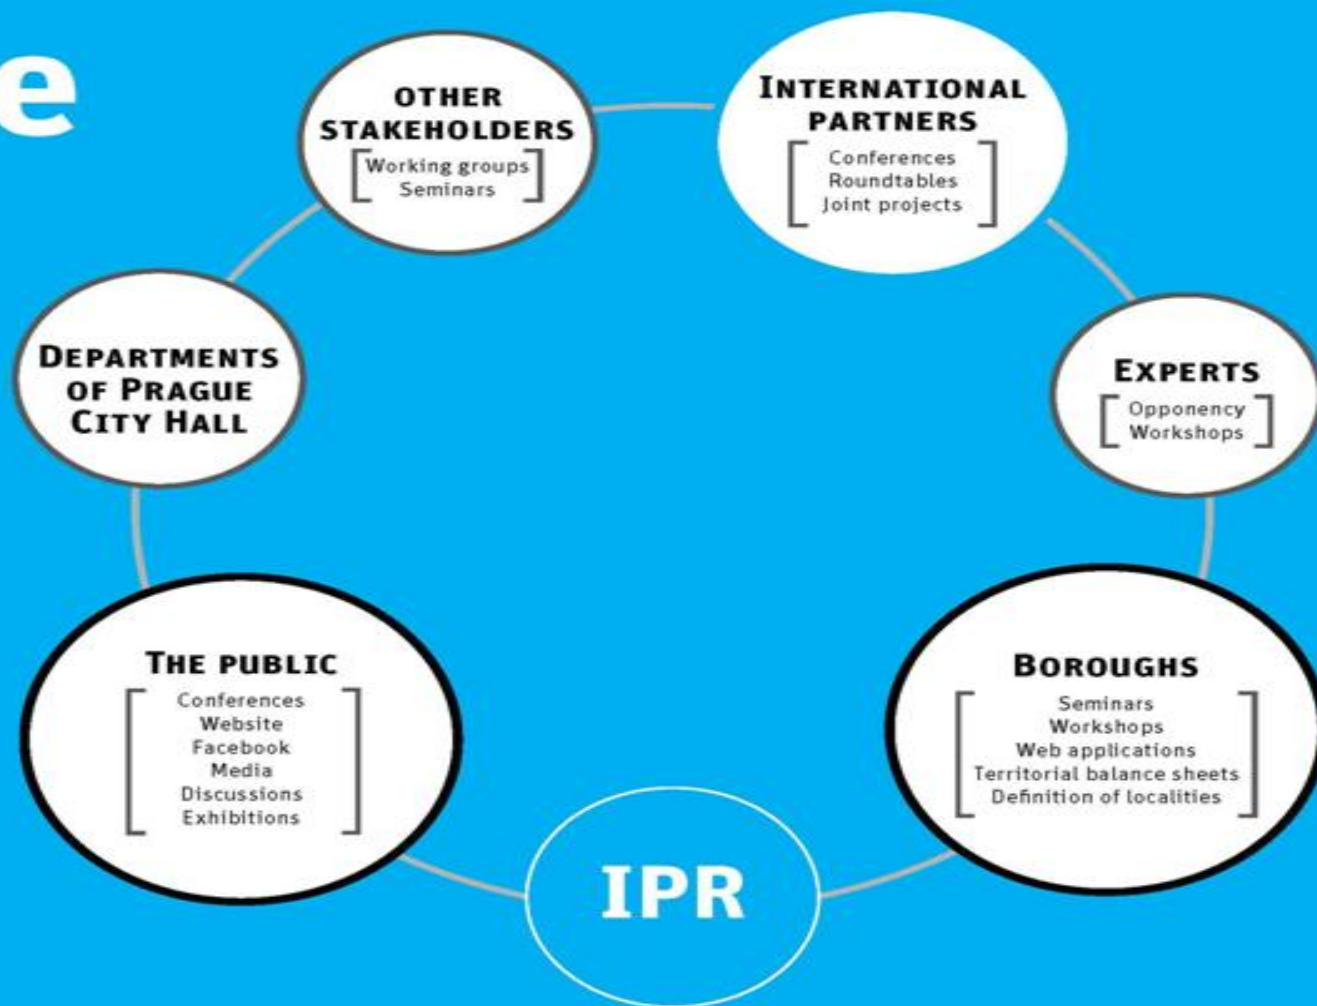 e
OTHER
STAKEHOLDERS
Working groups
Seminars
INTERNATIONAL
PARTNERS
Conferences
Roundtables
Joint projects
DEPARTMENTS
OF PRAGUE
CITY HALL
EXPERTS
Opponency
Workshops
THE PUBLIC
Conferences
Website
Facebook
Media
Discussions
Exhibitions
BOROUGHS
Seminars
Workshops
Web applications
Territorial balance sheets
Definition of localities
IPR